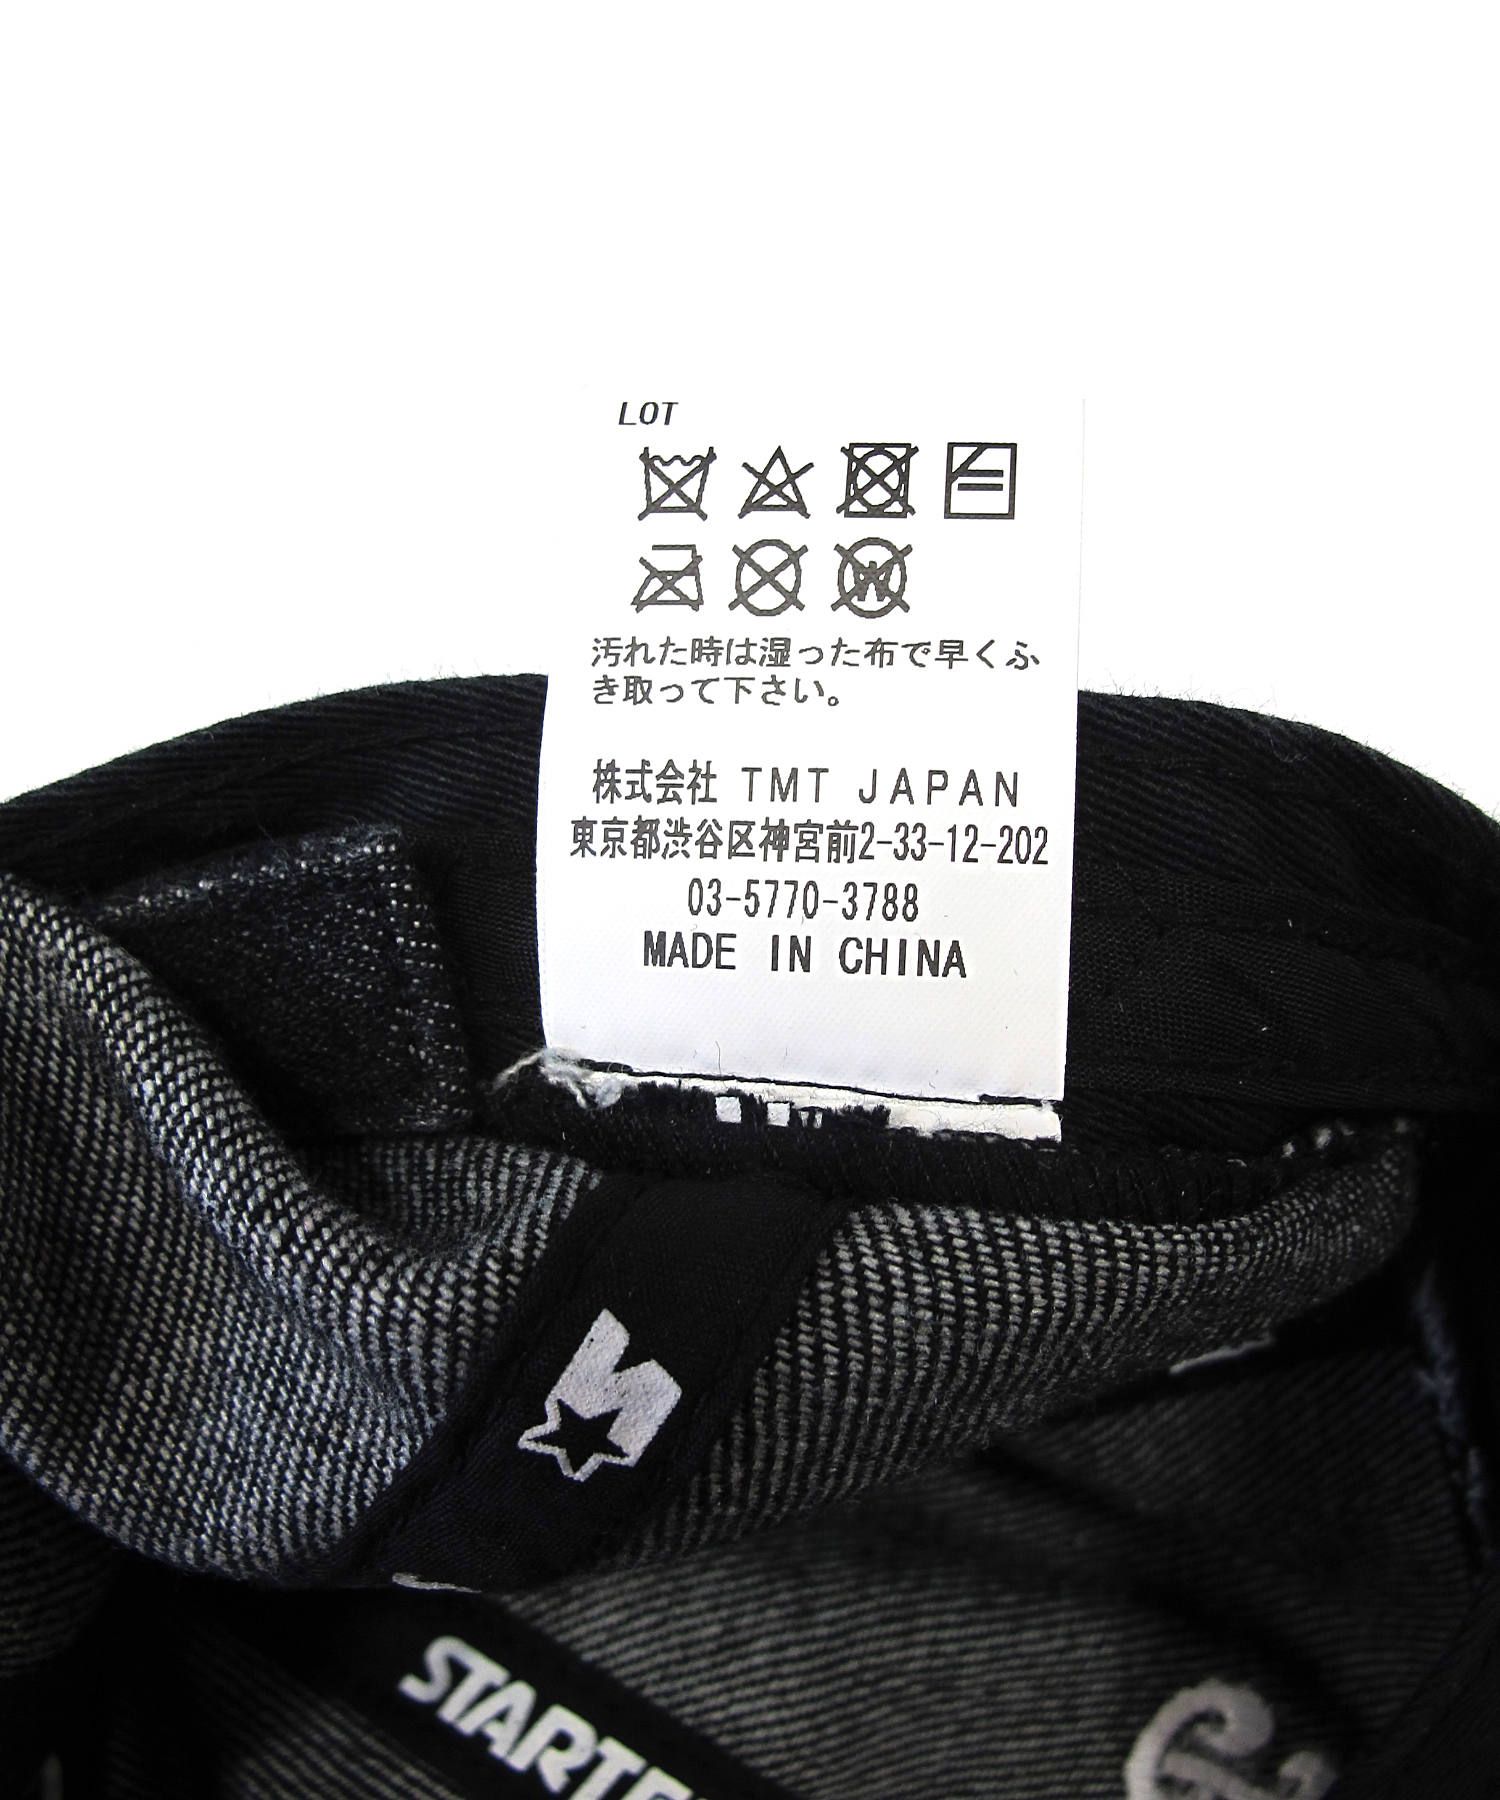 LOT
汚れた時は湿った布で早くふ
き取って下さい。
株式会社 TMT JAPAN
東京都渋谷区神宮前2-33-12-202
03-5770-3788
MADE IN CHINA